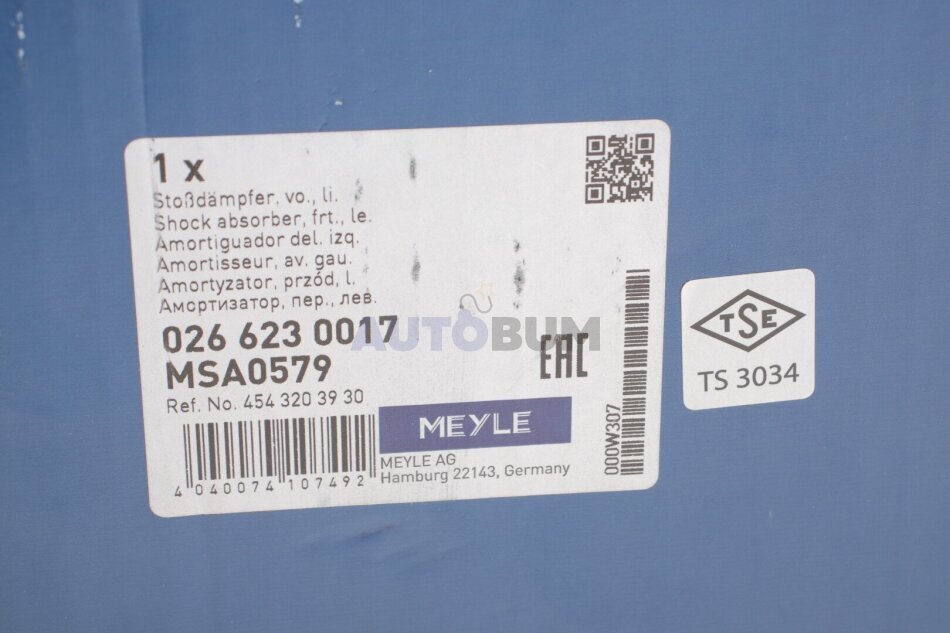 1 x
Stoßdämpfer, vo., li.
Shock absorber, frt., le.
Amortiguador del. izq.
Amortisseur, av. gau.
Amortyzator, przód, l.
Амортизатор, пер., лев.
026 623 0017
MSA0579
Ref. No. 454 320 39 30
4 040074 107492
MEYLE
MEYLE AG
Hamburg 22143, Germany
EAC
000W307
AUTOBUM
TSE
TS 3034